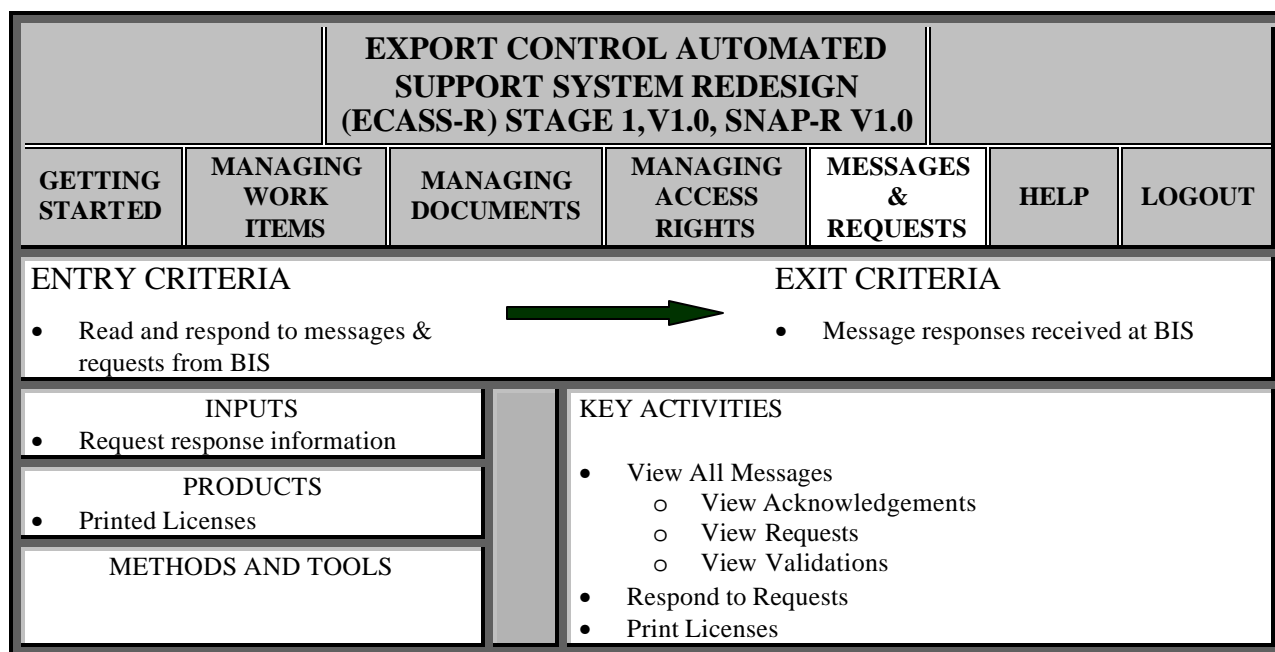 EXPORT CONTROL AUTOMATED
SUPPORT SYSTEM REDESIGN
(ECASS-R) STAGE 1,V1.0, SNAP-R V1.0
GETTING
STARTED
MANAGING
WORK
ITEMS
MANAGING
DOCUMENTS
MANAGING
ACCESS
RIGHTS
MESSAGES
&
REQUESTS
HELP
LOGOUT
ENTRY CRITERIA
• Read and respond to messages &
requests from BIS
EXIT CRITERIA
• Message responses received at BIS
INPUTS
• Request response information
PRODUCTS
• Printed Licenses
METHODS AND TOOLS
KEY ACTIVITIES
• View All Messages
o View Acknowledgements
o View Requests
o View Validations
• Respond to Requests
• Print Licenses